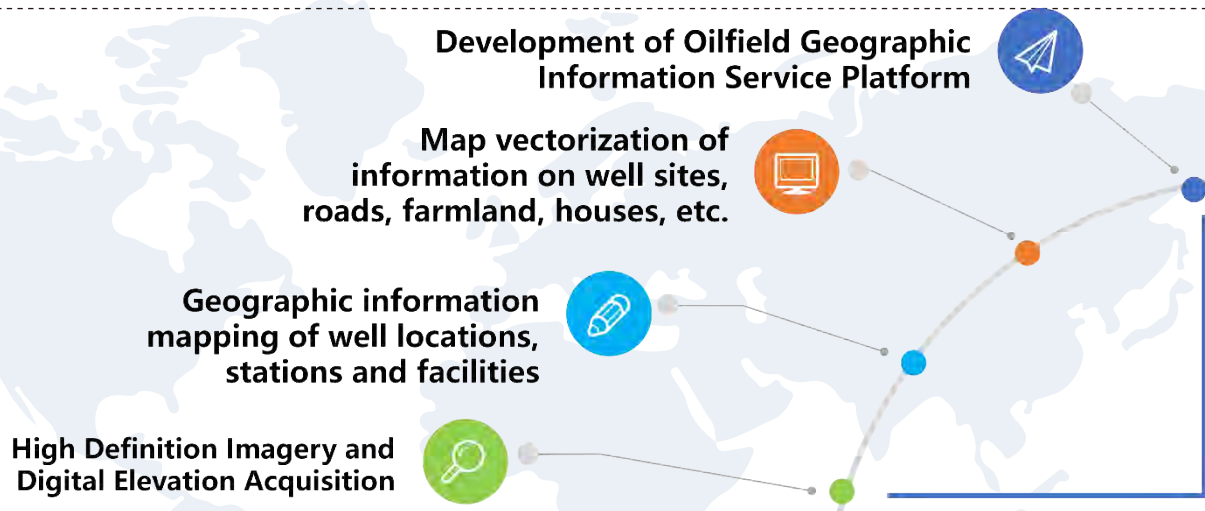 Development of Oilfield Geographic
Information Service Platform
Map vectorization of
information on well sites,
roads, farmland, houses, etc.
Geographic information
mapping of well locations,
stations and facilities
High Definition Imagery and
Digital Elevation Acquisition